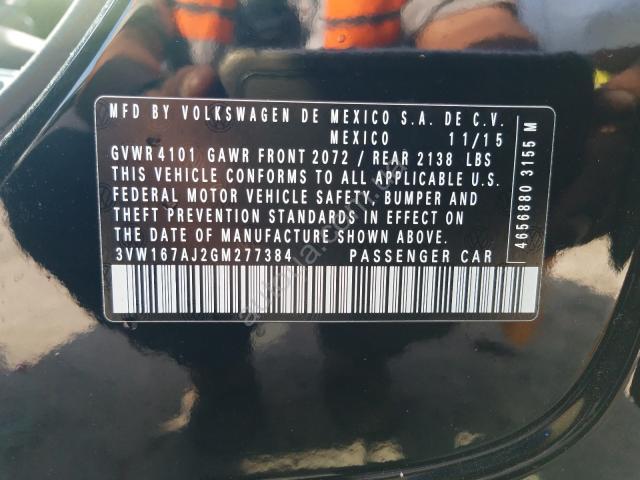 MFD BY VOLKSWAGEN DE MEXICO S.A. DE C.V.
MEXICO 11/15
GVWR 4101 GAWR FRONT 2072 / REAR 2138 LBS
THIS VEHICLE CONFORMS TO ALL APPLICABLE U.S.
FEDERAL MOTOR VEHICLE SAFETY, BUMPER AND
THEFT PREVENTION STANDARDS IN EFFECT ON
THE DATE OF MANUFACTURE SHOWN ABOVE.
3VW167AJ2GM277384 PASSENGER CAR
4656880 3155 M